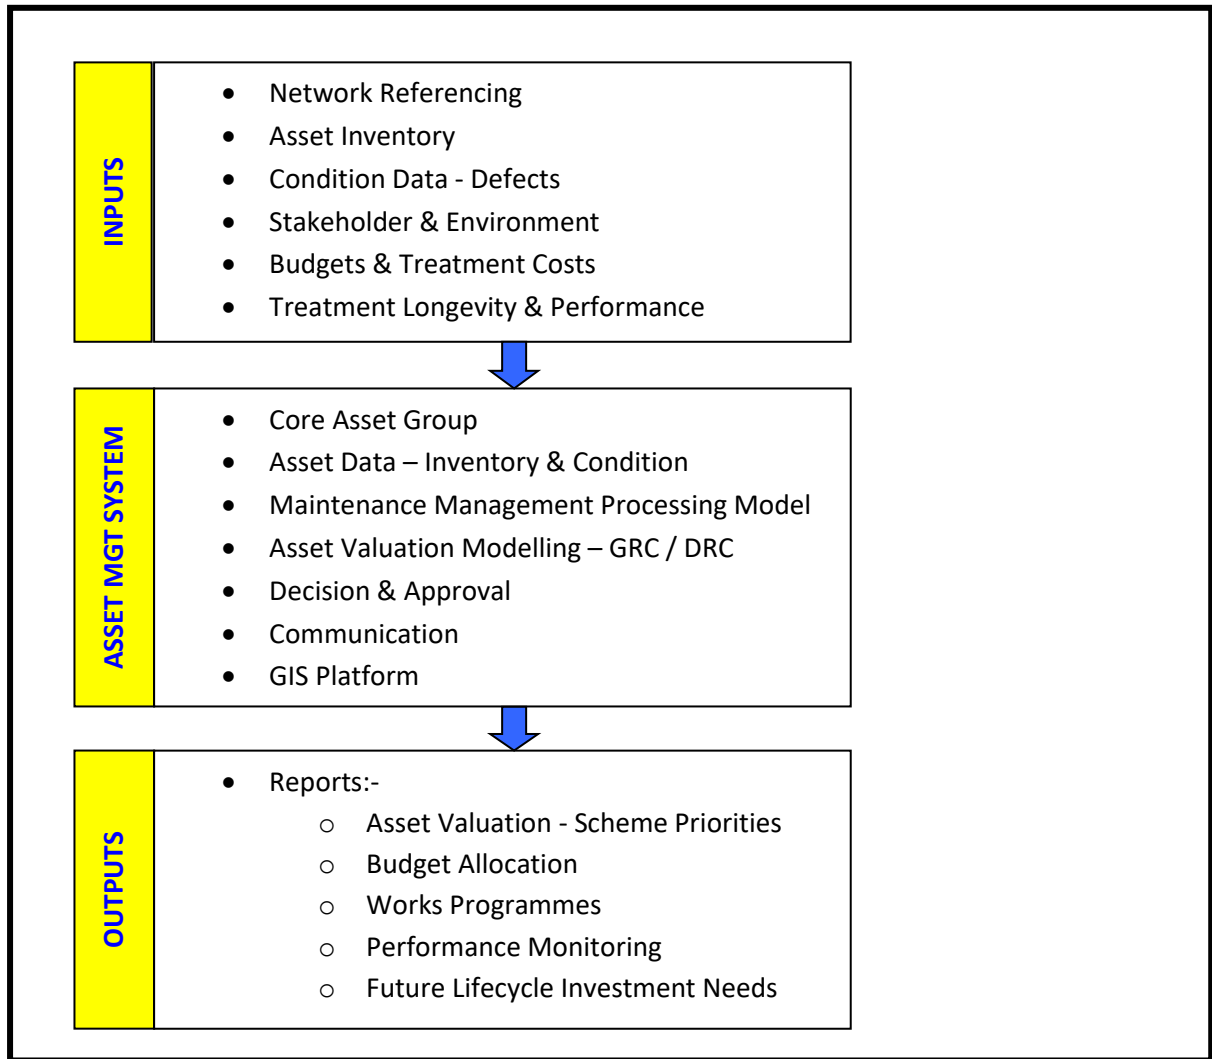 INPUTS
• Network Referencing
• Asset Inventory
• Condition Data - Defects
• Stakeholder & Environment
• Budgets & Treatment Costs
• Treatment Longevity & Performance
ASSET MGT SYSTEM
• Core Asset Group
• Asset Data – Inventory & Condition
• Maintenance Management Processing Model
• Asset Valuation Modelling – GRC / DRC
• Decision & Approval
• Communication
• GIS Platform
OUTPUTS
• Reports:-
o Asset Valuation - Scheme Priorities
o Budget Allocation
o Works Programmes
o Performance Monitoring
o Future Lifecycle Investment Needs